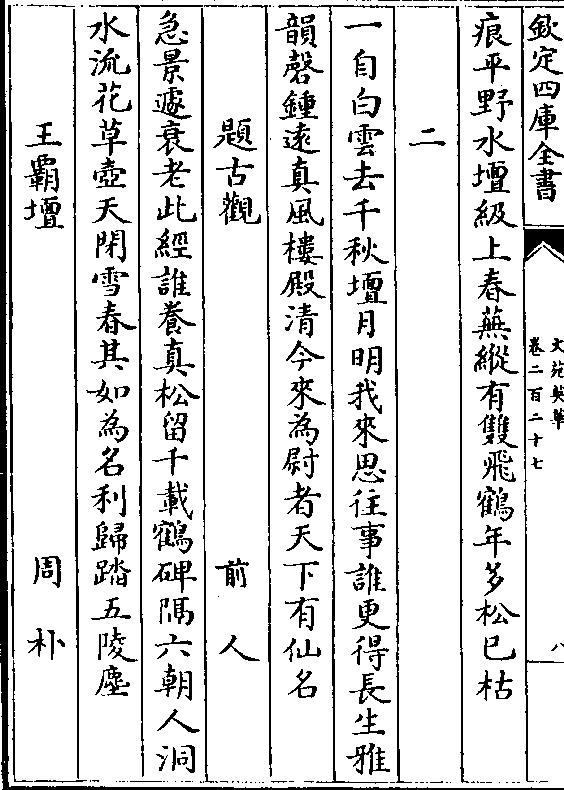 欽定四庫全書
文苑英華
卷二百二十七
八
痕平野水壇級上春蕪縱有雙飛鶴年多松已枯
二
一自白雲去千秋壇月明我來思往事誰更得長生雅
韻磬鍾遠真風樓殿清今來為尉者天下有仙名
題古觀 前人
急景遽衰老此經誰養真松留千載鶴碑隔六朝人洞
水流花草壺天閉雪春其如為名利歸踏五陵塵
王霸壇 周朴